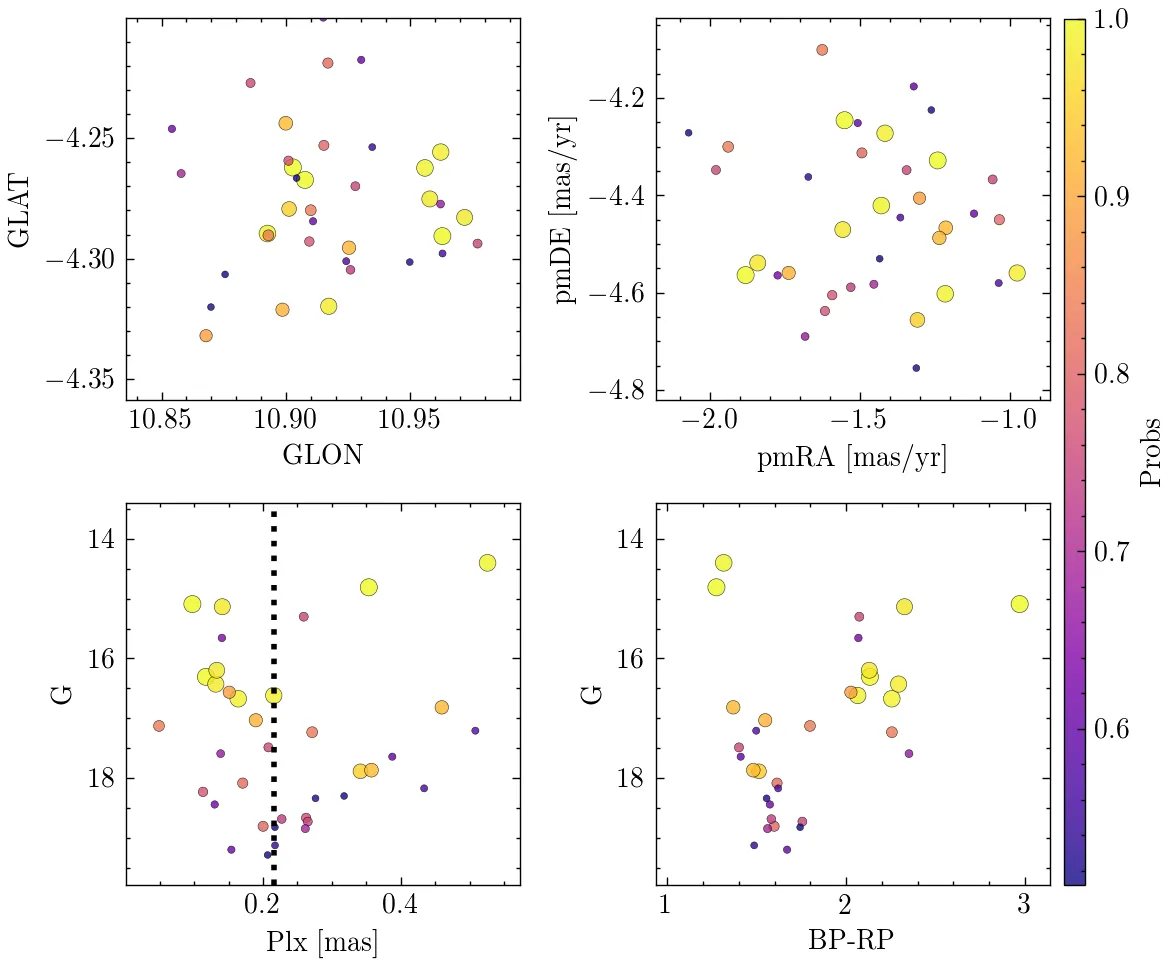 GLAT
−4.25
−4.30
−4.35
10.85 10.90 10.95
GLON
pmDE [mas/yr]
−4.2
−4.4
−4.6
−4.8
−2.0 −1.5 −1.0
pmRA [mas/yr]
1.0
0.9
0.8
0.7
0.6
Probs
G
14
16
18
0.2 0.4
Plx [mas]
G
14
16
18
1 2 3
BP-RP